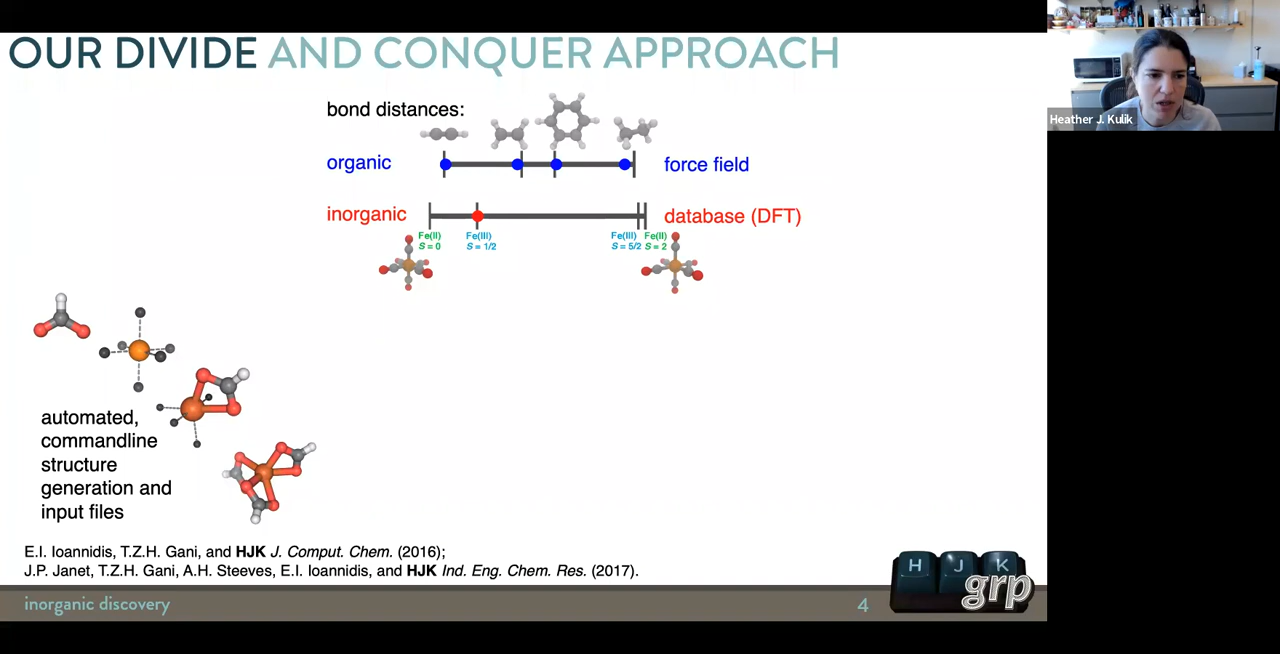 OUR DIVIDE AND CONQUER APPROACH
Heather J. Kulik
bond distances:
organic
force field
inorganic
database (DFT)
Fe(II)
S = 0
Fe(III)
S = 1/2
Fe(III)
S = 5/2
Fe(II)
S = 2
automated,
commandline
structure
generation and
input files
E.I. Ioannidis, T.Z.H. Gani, and HJK J. Comput. Chem. (2016);
J.P. Janet, T.Z.H. Gani, A.H. Steeves, E.I. Ioannidis, and HJK Ind. Eng. Chem. Res. (2017).
inorganic discovery
4
H J K
grp